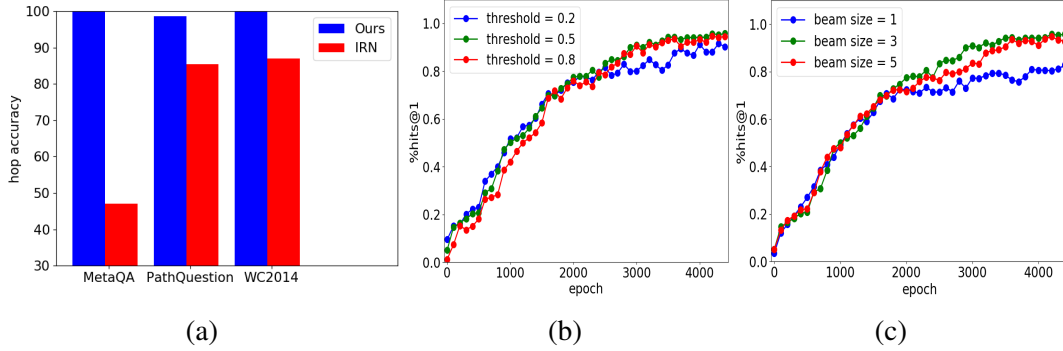 100
90
80
70
60
50
40
30
hop accuracy
MetaQA PathQuestion WC2014
Ours
IRN
(a)
1.0
0.8
0.6
0.4
0.2
0.0
%hits@1
threshold = 0.2
threshold = 0.5
threshold = 0.8
0 1000 2000 3000 4000
epoch
(b)
1.0
0.8
0.6
0.4
0.2
0.0
%hits@1
beam size = 1
beam size = 3
beam size = 5
0 1000 2000 3000 4000
epoch
(c)